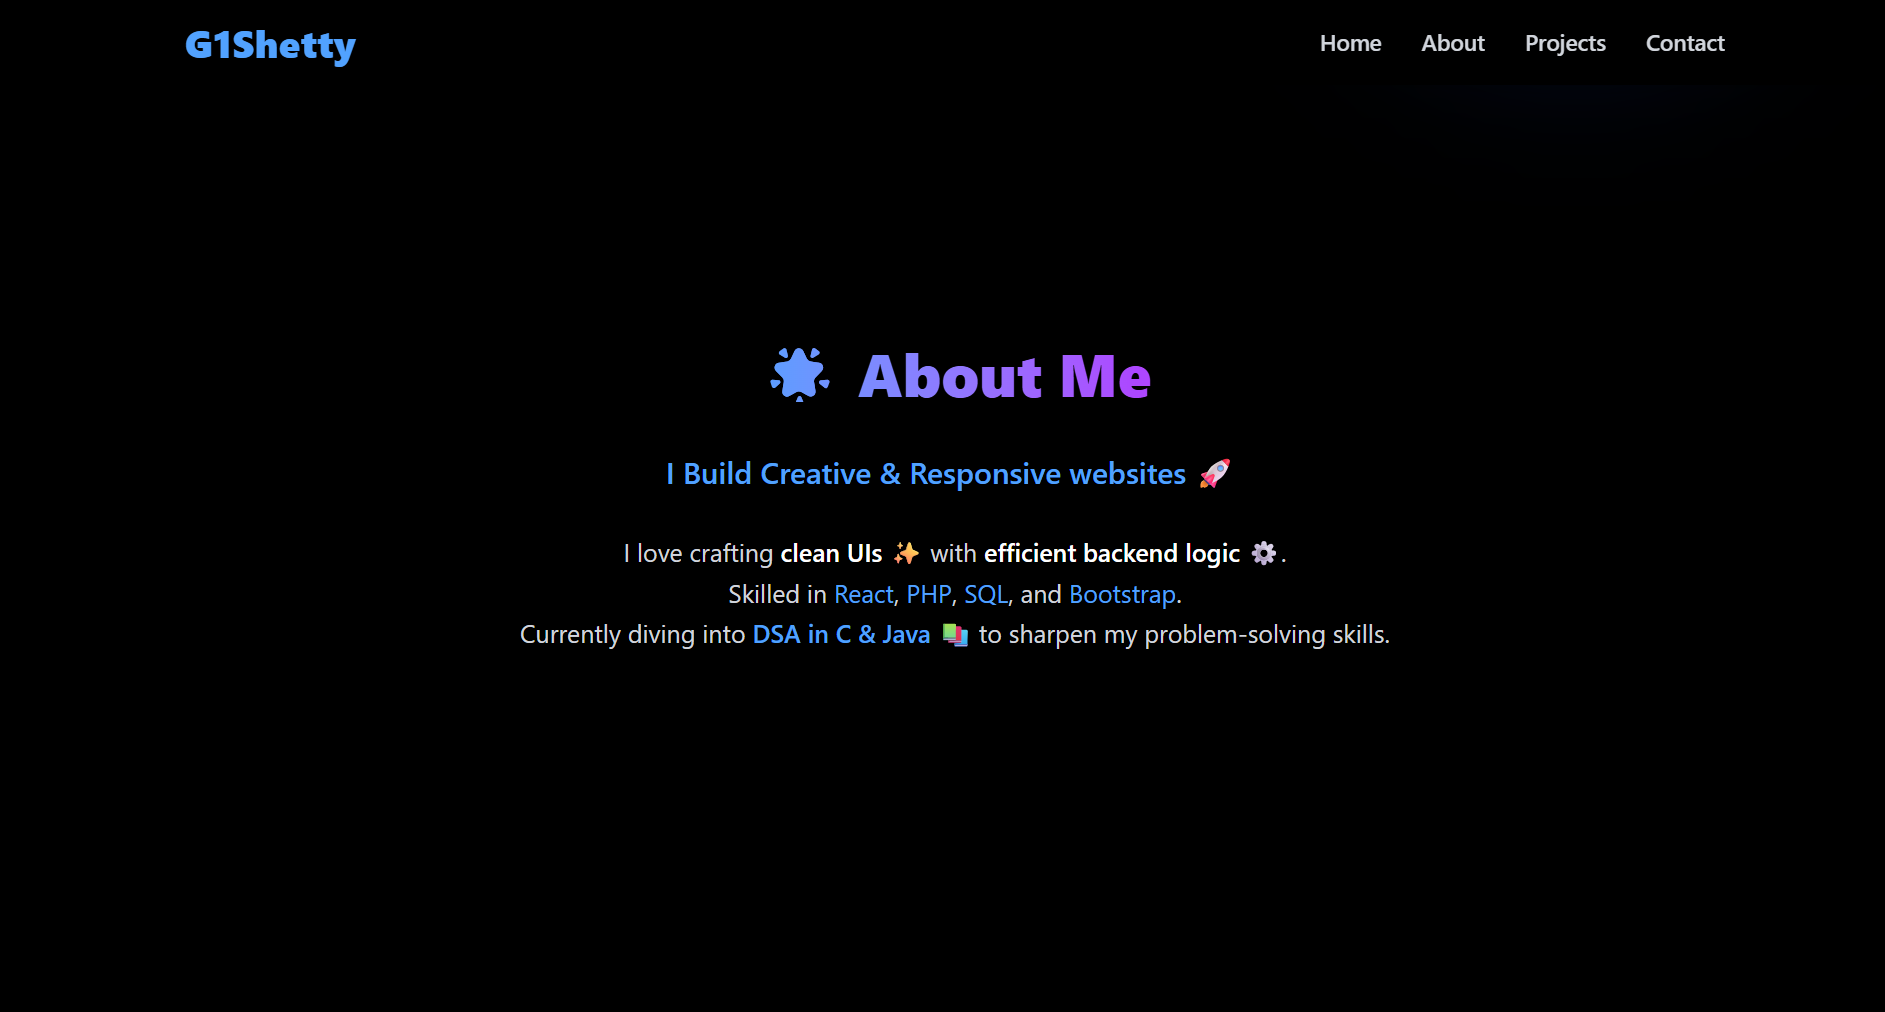 G1Shetty
Home About Projects Contact
🌟 About Me
I Build Creative & Responsive websites 🚀
I love crafting clean UIs ✨ with efficient backend logic ⚙️.
Skilled in React, PHP, SQL, and Bootstrap.
Currently diving into DSA in C & Java 📚 to sharpen my problem-solving skills.